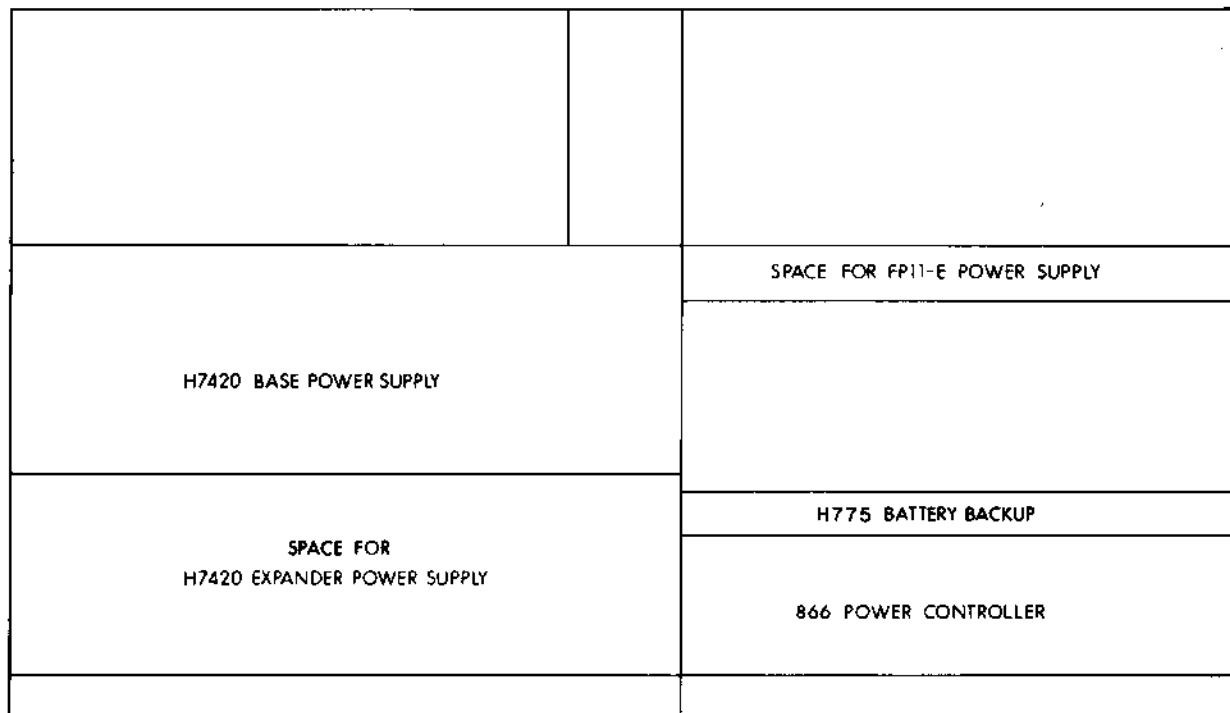 SPACE FOR FP11-E POWER SUPPLY
H7420 BASE POWER SUPPLY
H775 BATTERY BACKUP
SPACE FOR
H7420 EXPANDER POWER SUPPLY
866 POWER CONTROLLER